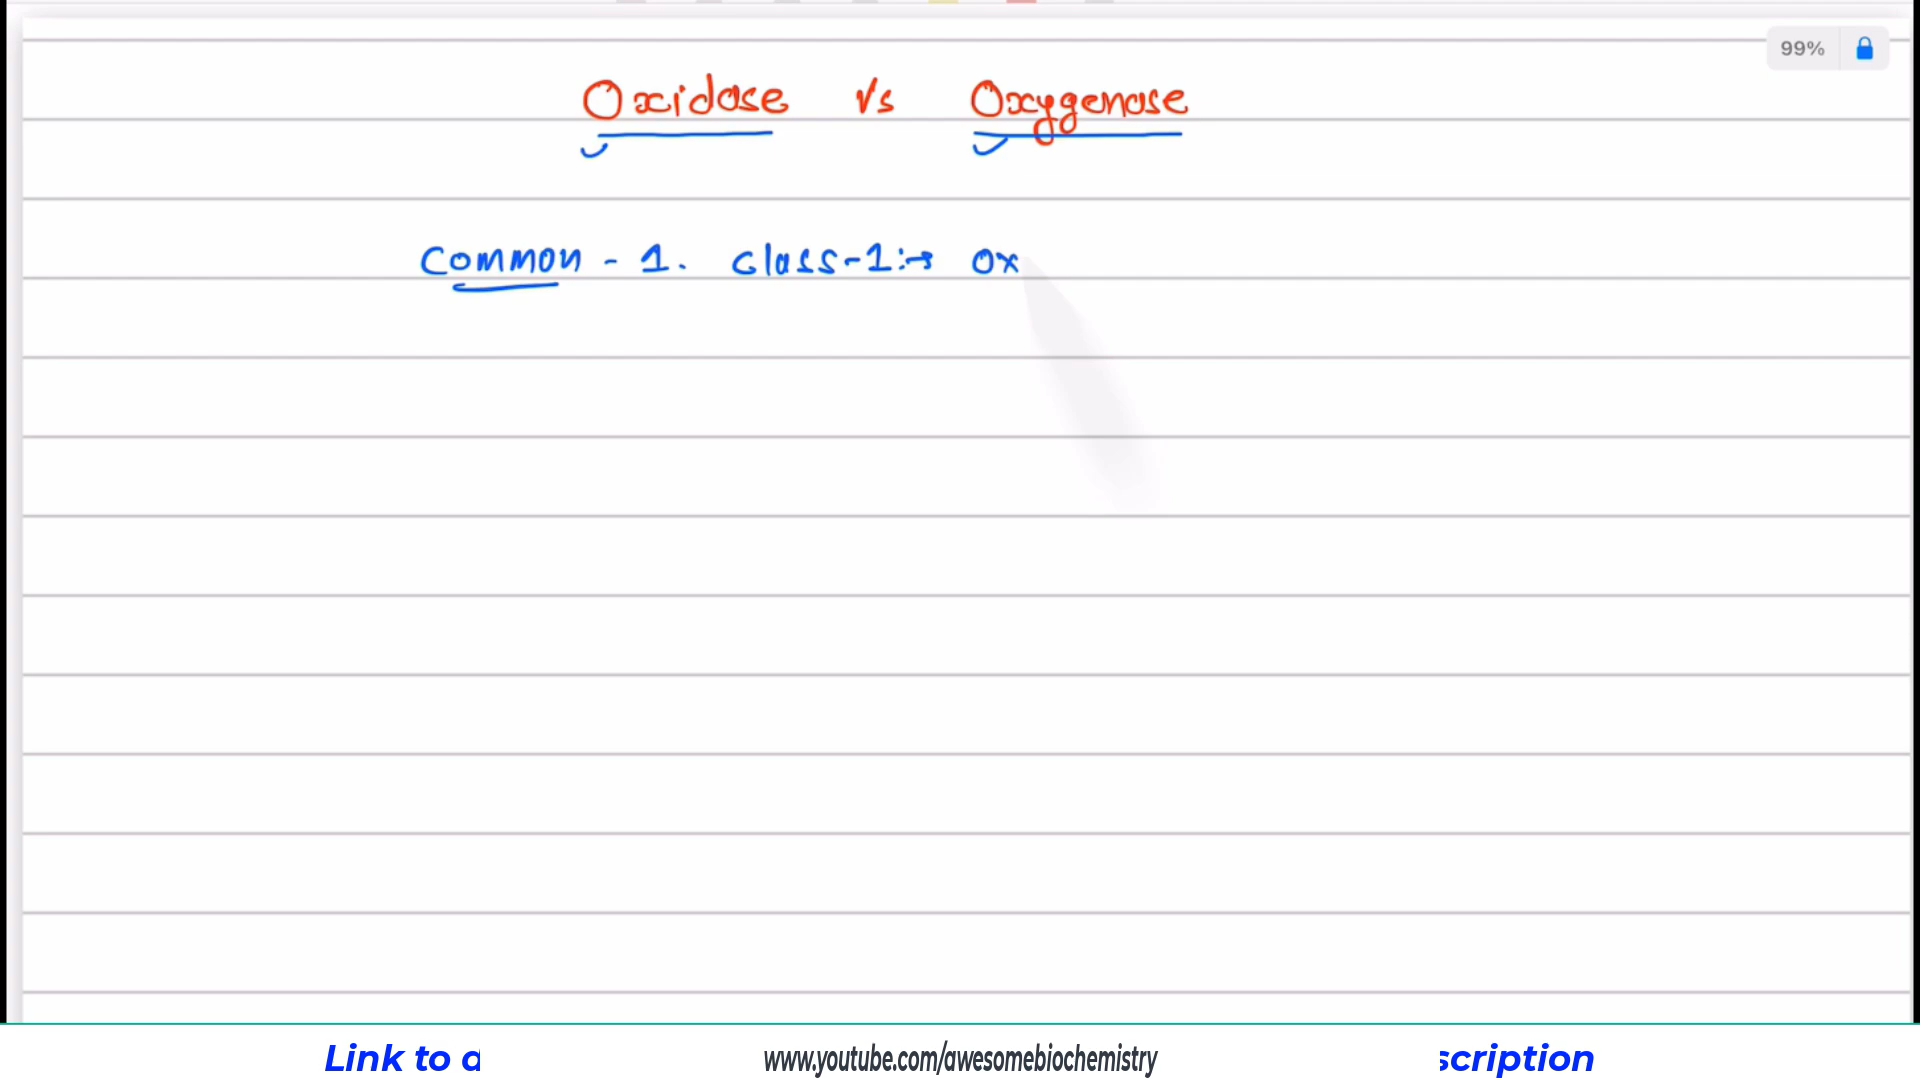 99%
Oxidase Vs Oxygenase
Common - 1. Class-1:→ Ox
Link to www.youtube.com/awesomebiochemistry scription